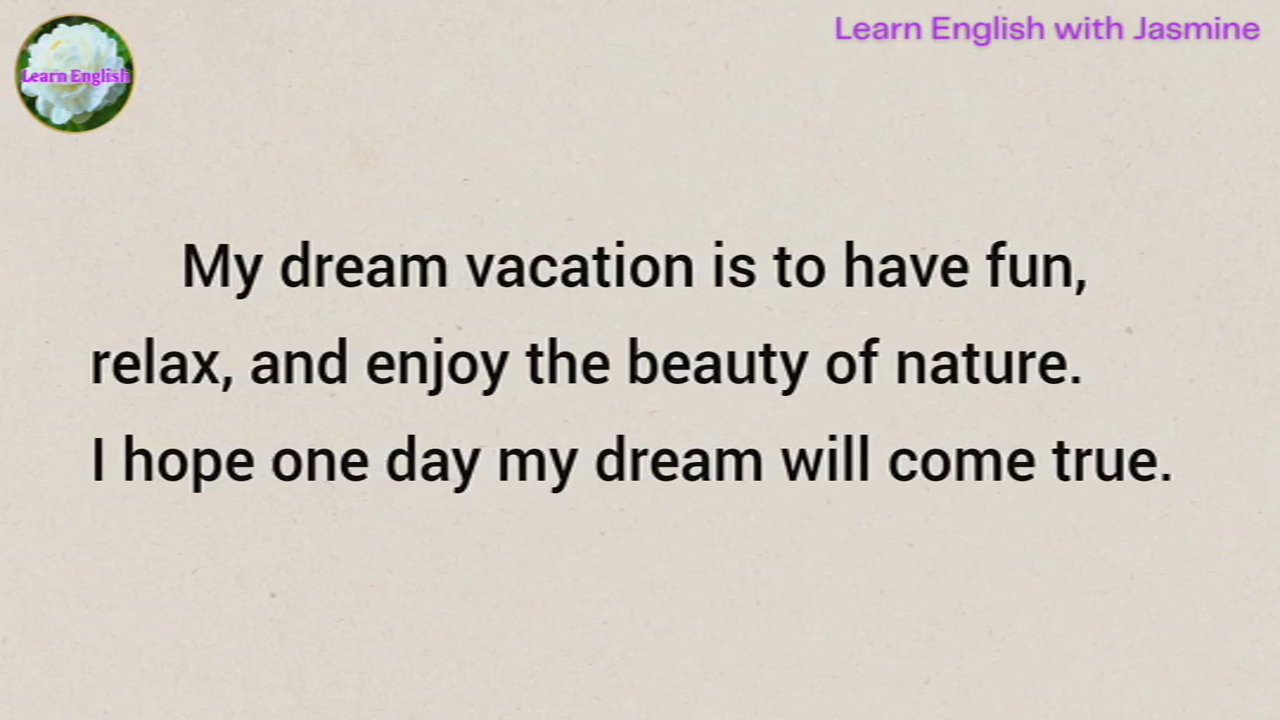 Learn English with Jasmine
Learn English
My dream vacation is to have fun,
relax, and enjoy the beauty of nature.
I hope one day my dream will come true.